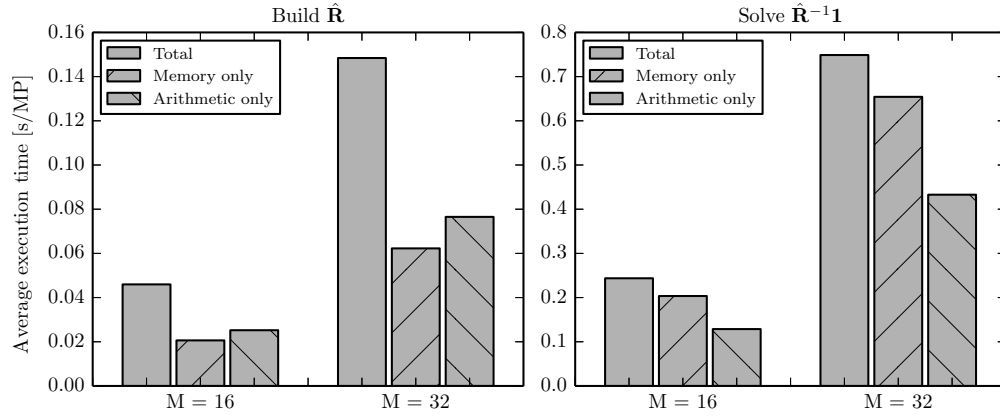 Build R̂
Average execution time [s/MP]
0.16
0.14
0.12
0.10
0.08
0.06
0.04
0.02
0.00
Total
Memory only
Arithmetic only
M = 16
M = 32
Solve R̂⁻¹1
0.8
0.7
0.6
0.5
0.4
0.3
0.2
0.1
0.0
Total
Memory only
Arithmetic only
M = 16
M = 32